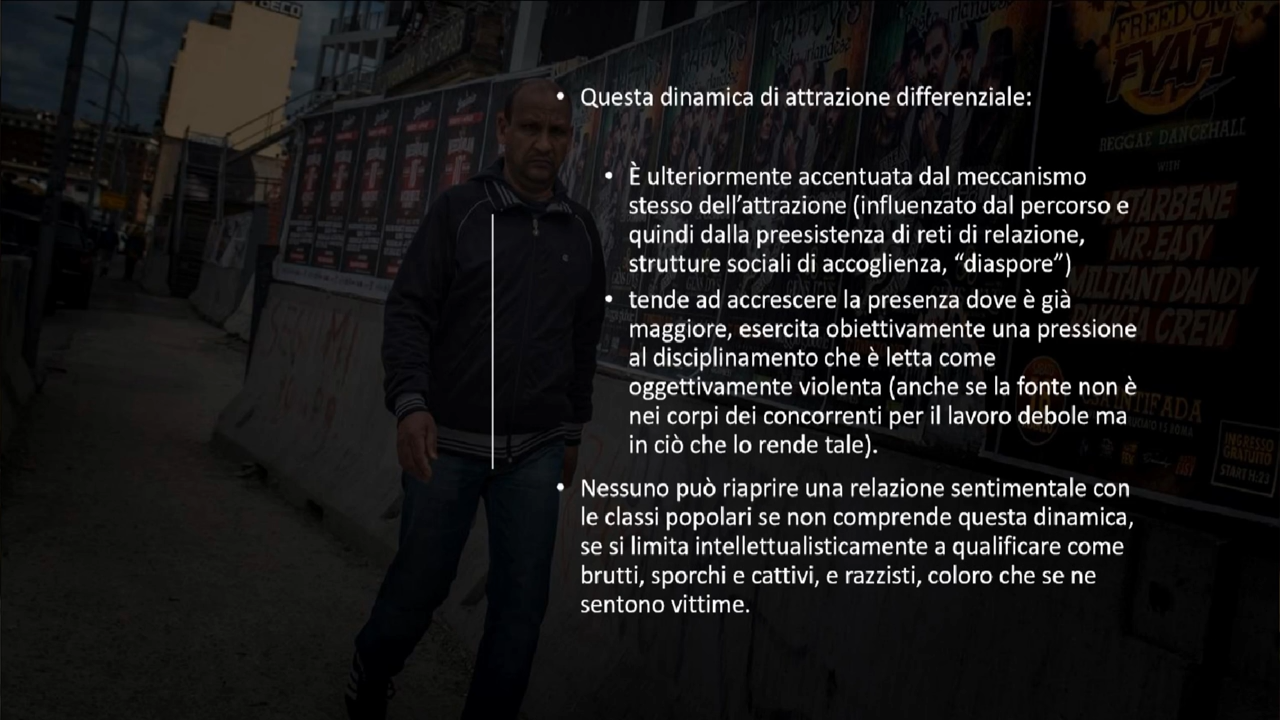 • Questa dinamica di attrazione differenziale:
• È ulteriormente accentuata dal meccanismo
stesso dell’attrazione (influenzato dal percorso e
quindi dalla preesistenza di reti di relazione,
strutture sociali di accoglienza, “diaspore”)
• tende ad accrescere la presenza dove è già
maggiore, esercita obiettivamente una pressione
al disciplinamento che è letta come
oggettivamente violenta (anche se la fonte non è
nei corpi dei concorrenti per il lavoro debole ma
in ciò che lo rende tale).
• Nessuno può riaprire una relazione sentimentale con
le classi popolari se non comprende questa dinamica,
se si limita intellettualisticamente a qualificare come
brutti, sporchi e cattivi, e razzisti, coloro che se ne
sentono vittime.
FREEDOM
FYAH
REGGAE DANCEHALL
WITH
MR.EASY
MILITANT DANDY
CREW
INGRESSO
GRATUITO
START H:23